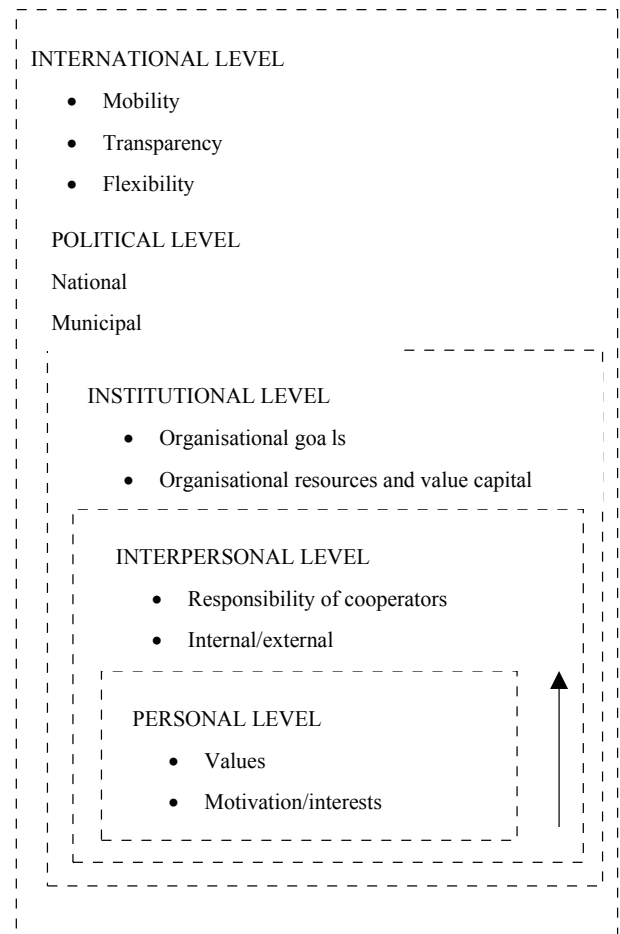 INTERNATIONAL LEVEL
• Mobility
• Transparency
• Flexibility
POLITICAL LEVEL
National
Municipal
INSTITUTIONAL LEVEL
• Organisational goa ls
• Organisational resources and value capital
INTERPERSONAL LEVEL
• Responsibility of cooperators
• Internal/external
PERSONAL LEVEL
• Values
• Motivation/interests